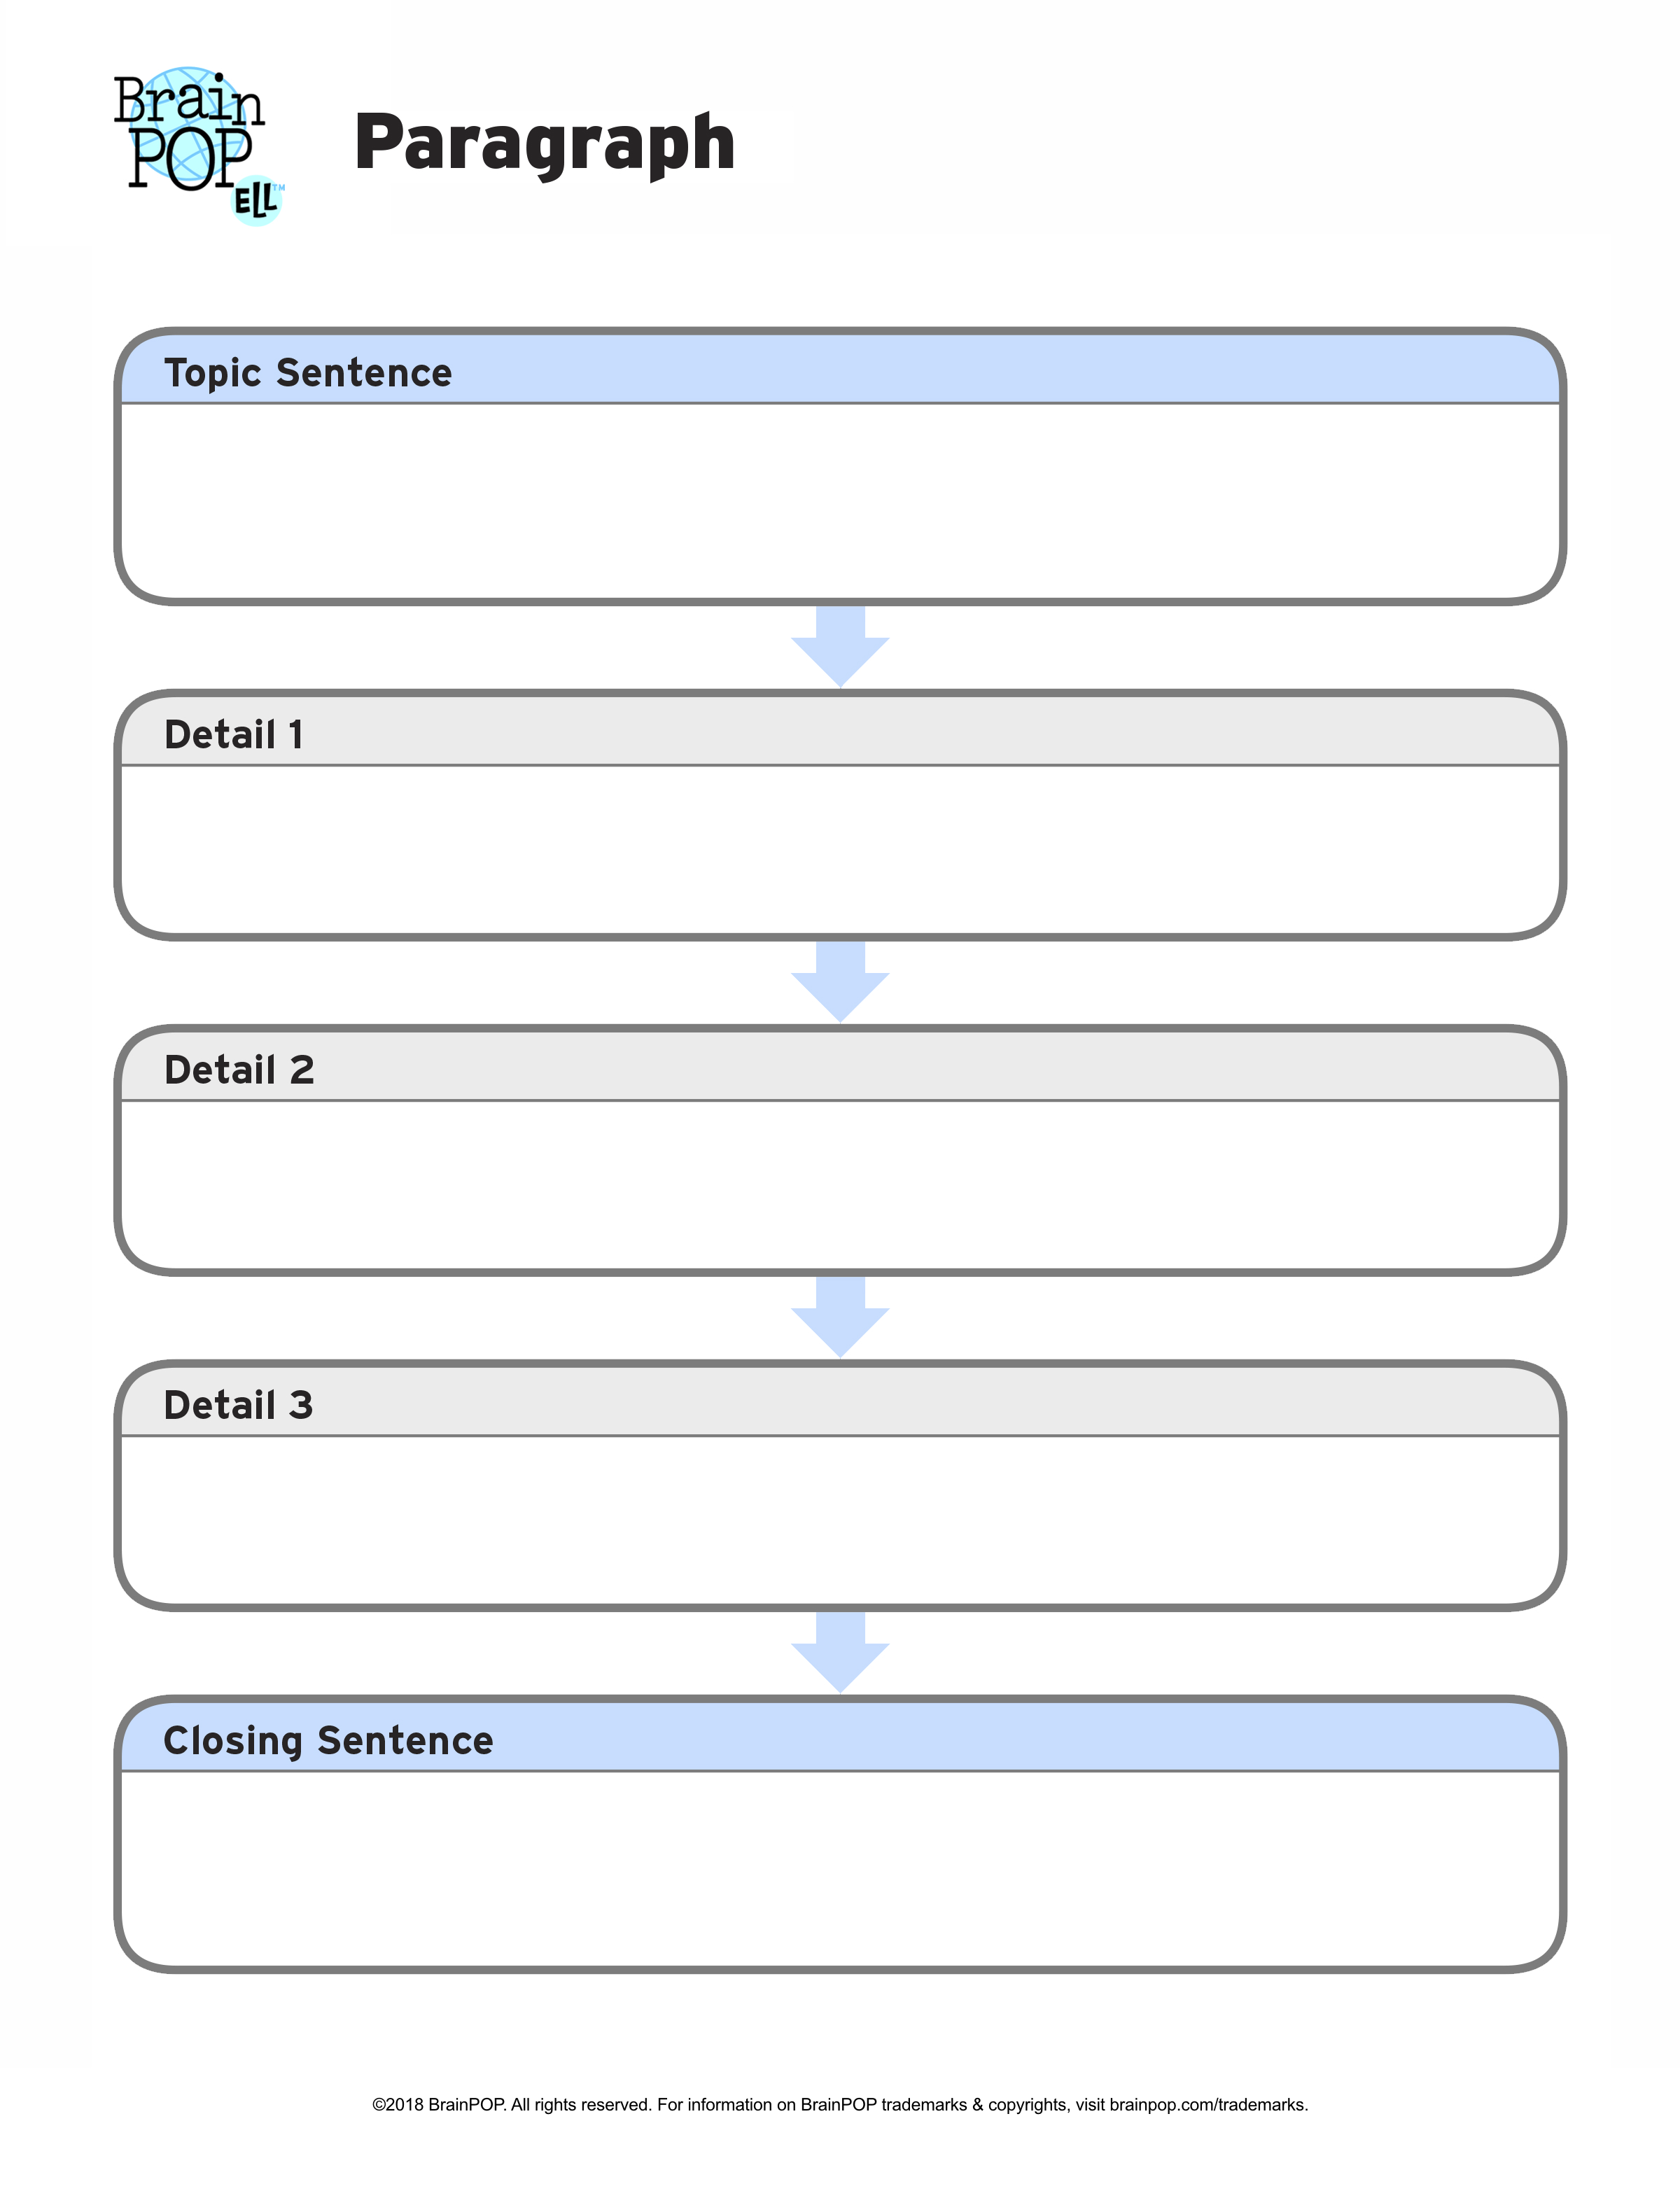 Brain
POP
ELL™
Paragraph
Topic Sentence
Detail 1
Detail 2
Detail 3
Closing Sentence
©2018 BrainPOP. All rights reserved. For information on BrainPOP trademarks & copyrights, visit brainpop.com/trademarks.